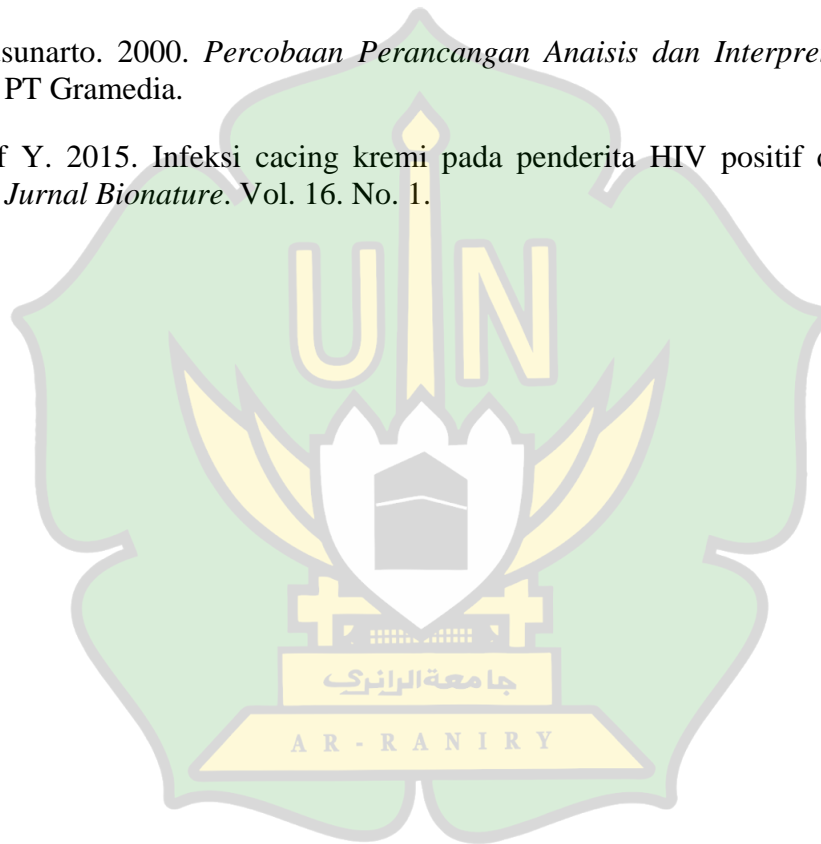 sunarto. 2000. Percobaan Perancangan Anaisis dan Interpre
PT Gramedia.
f Y. 2015. Infeksi cacing kremi pada penderita HIV positif
Jurnal Bionature. Vol. 16. No. 1.
UIN
جامعةالرانري
AR-RANIRY